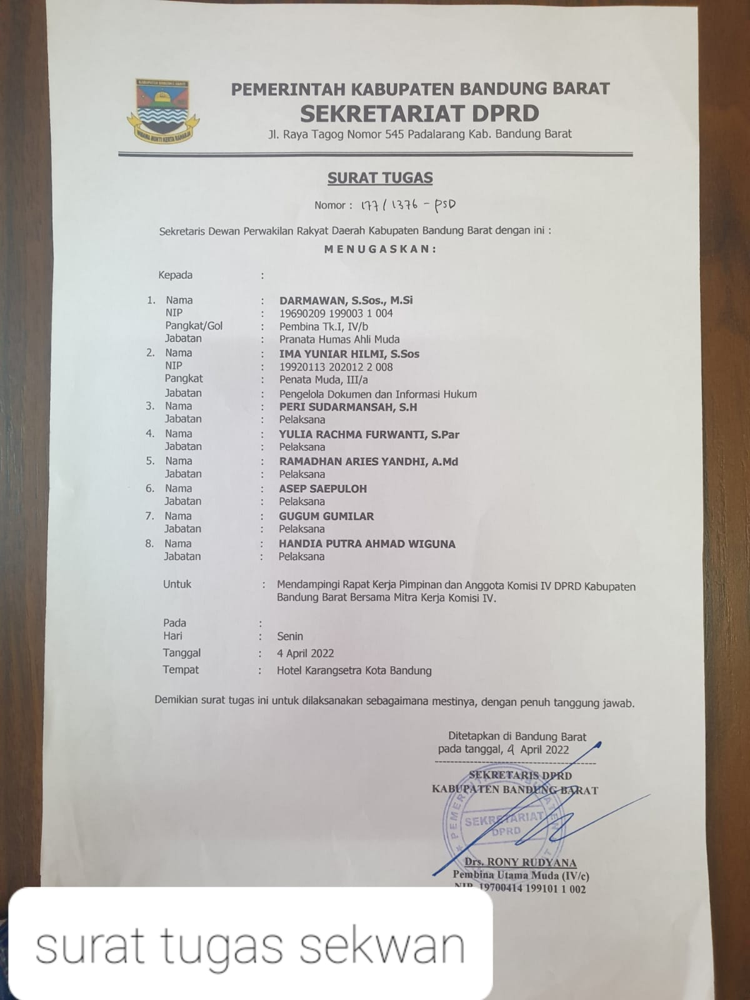 KABUPATEN BANDUNG BARAT
WIBAWA MUKTI KERTA RAHARJA
PEMERINTAH KABUPATEN BANDUNG BARAT
SEKRETARIAT DPRD
Jl. Raya Tagog Nomor 545 Padalarang Kab. Bandung Barat
SURAT TUGAS
Nomor : 177 / 1376 - PSD
Sekretaris Dewan Perwakilan Rakyat Daerah Kabupaten Bandung Barat dengan ini :
M E N U G A S K A N :
Kepada :
1. Nama : DARMAWAN, S.Sos., M.Si
NIP : 19690209 199003 1 004
Pangkat/Gol : Pembina Tk.I, IV/b
Jabatan : Pranata Humas Ahli Muda
2. Nama : IMA YUNIAR HILMI, S.Sos
NIP : 19920113 202012 2 008
Pangkat : Penata Muda, III/a
Jabatan : Pengelola Dokumen dan Informasi Hukum
3. Nama : PERI SUDARMANSAH, S.H
Jabatan : Pelaksana
4. Nama : YULIA RACHMA FURWANTI, S.Par
Jabatan : Pelaksana
5. Nama : RAMADHAN ARIES YANDHI, A.Md
Jabatan : Pelaksana
6. Nama : ASEP SAEPULOH
Jabatan : Pelaksana
7. Nama : GUGUM GUMILAR
Jabatan : Pelaksana
8. Nama : HANDIA PUTRA AHMAD WIGUNA
Jabatan : Pelaksana
Untuk : Mendampingi Rapat Kerja Pimpinan dan Anggota Komisi IV DPRD Kabupaten
Bandung Barat Bersama Mitra Kerja Komisi IV.
Pada :
Hari : Senin
Tanggal : 4 April 2022
Tempat : Hotel Karangsetra Kota Bandung
Demikian surat tugas ini untuk dilaksanakan sebagaimana mestinya, dengan penuh tanggung jawab.
Ditetapkan di Bandung Barat
pada tanggal, 4 April 2022
SEKRETARIS DPRD
KABUPATEN BANDUNG BARAT
PEMERINTAH KABUPATEN
SEKRETARIAT
DPRD
Drs. RONY RUDYANA
Pembina Utama Muda (IV/c)
NIP. 19700414 199101 1 002
surat tugas sekwan